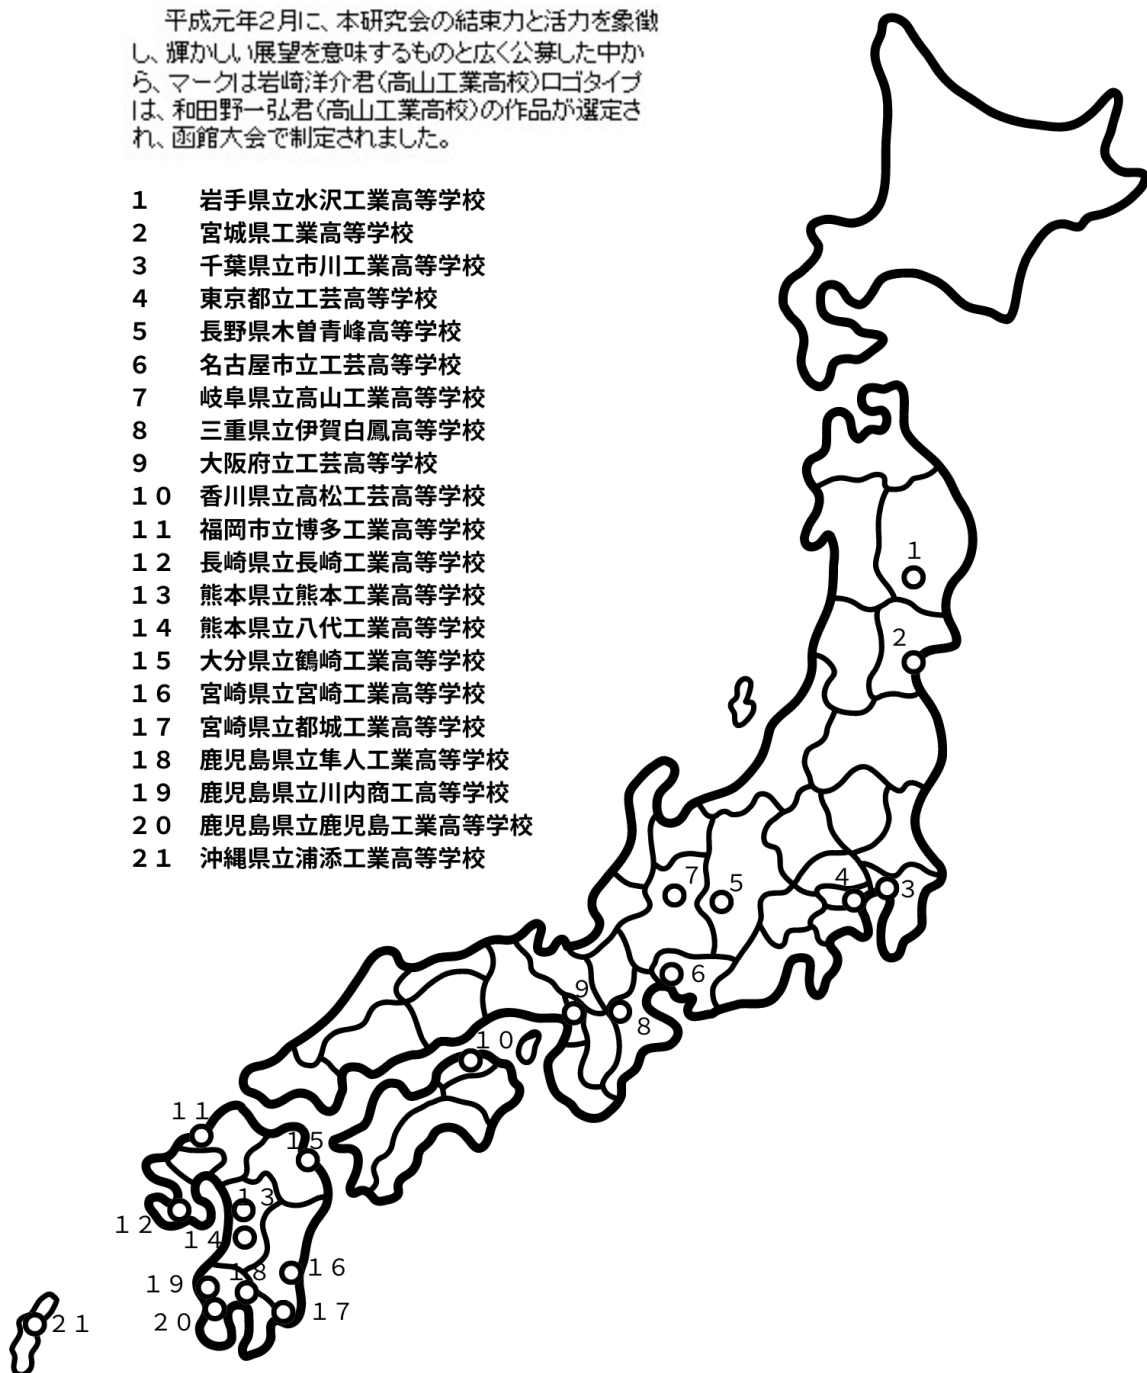 平成元年2月に、本研究会の結束力と活力を象徴
し、輝かしい展望を意味するものと広く公募した中か
ら、マークは岩崎洋介君(高山工業高校)ロゴタイプ
は、和田野一弘君(高山工業高校)の作品が選定さ
れ、函館大会で制定されました。
1 岩手県立水沢工業高等学校
2 宮城県工業高等学校
3 千葉県立市川工業高等学校
4 東京都立工芸高等学校
5 長野県木曽青峰高等学校
6 名古屋市立工芸高等学校
7 岐阜県立高山工業高等学校
8 三重県立伊賀白鳳高等学校
9 大阪府立工芸高等学校
10 香川県立高松工芸高等学校
11 福岡市立博多工業高等学校
12 長崎県立長崎工業高等学校
13 熊本県立熊本工業高等学校
14 熊本県立八代工業高等学校
15 大分県立鶴崎工業高等学校
16 宮崎県立宮崎工業高等学校
17 宮崎県立都城工業高等学校
18 鹿児島県立隼人工業高等学校
19 鹿児島県立川内商工高等学校
20 鹿児島県立鹿児島工業高等学校
21 沖縄県立浦添工業高等学校
1
2
7
5
4
3
6
9
8
10
11
15
13
12
14
16
18
19
17
20
21